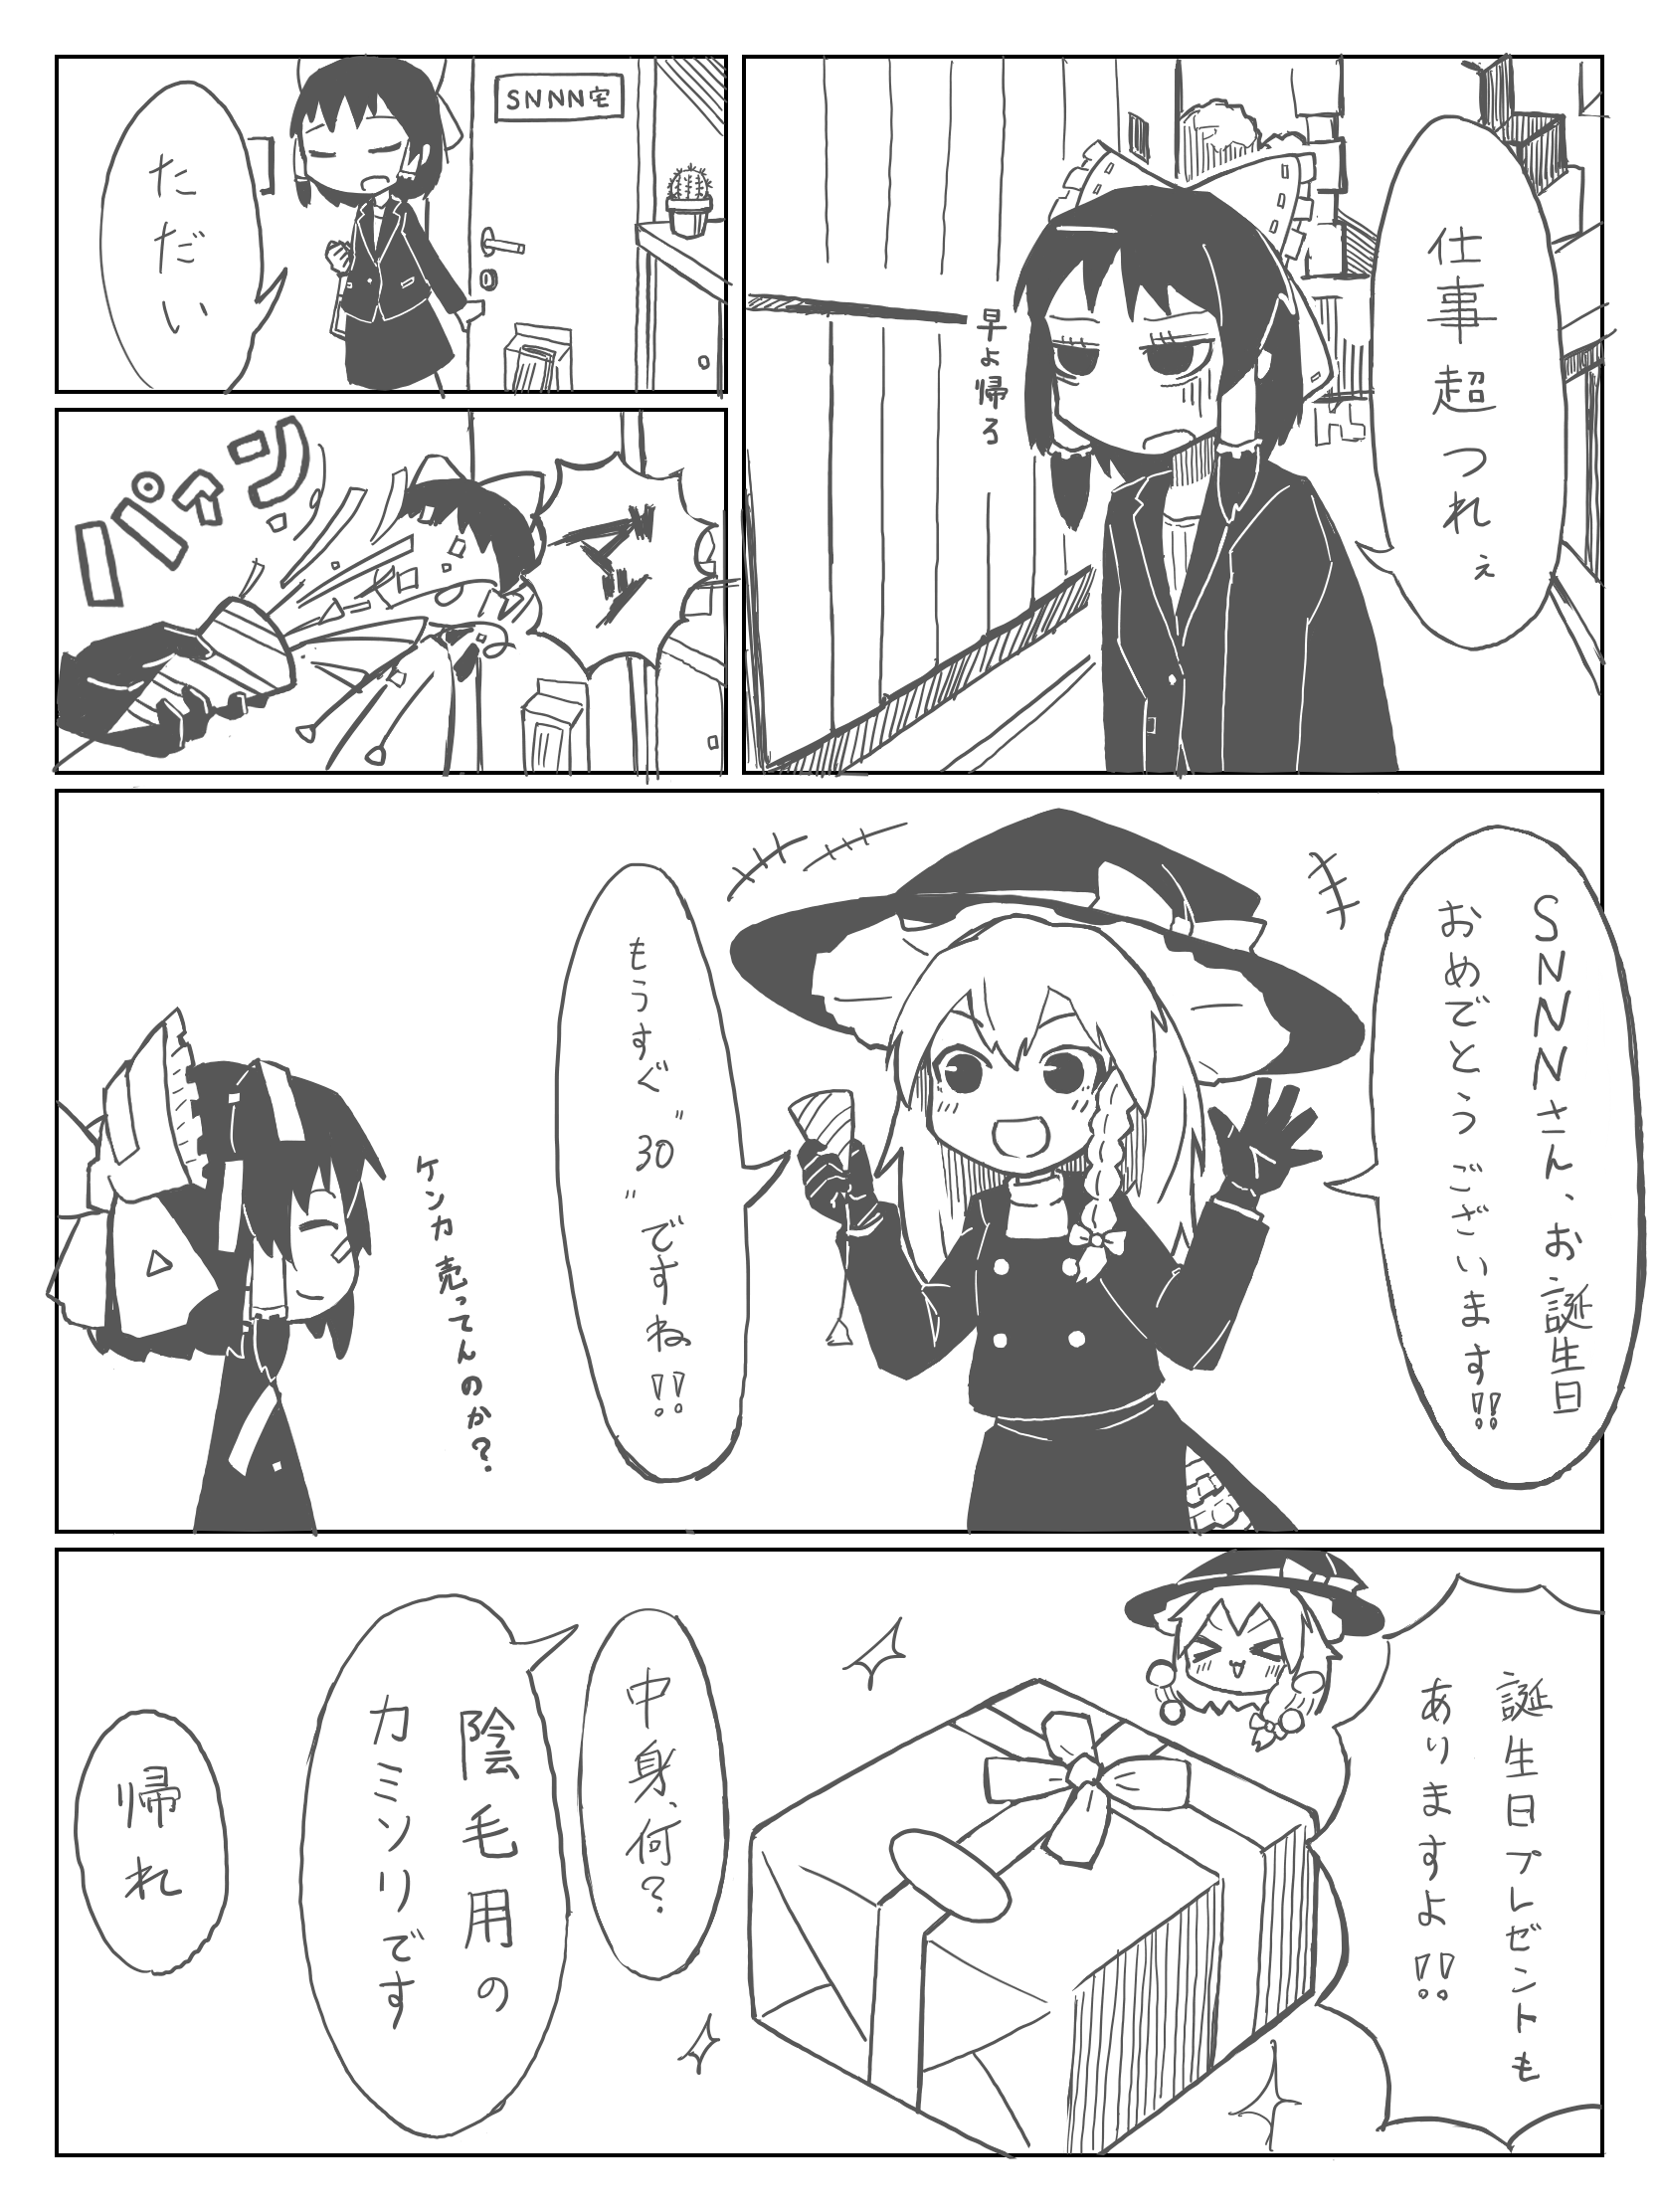 仕事超つれぇ
早よ帰ろ
SNNN宅
ただい
パァン
マ
SNNNさん、お誕生日
おめでとうございます!!
もうすぐ"30"ですね!!
ケンカ売ってんのか?
誕生日プレゼントも
ありますよ!!
中身、何?
陰毛用の
カミソリです
帰れ